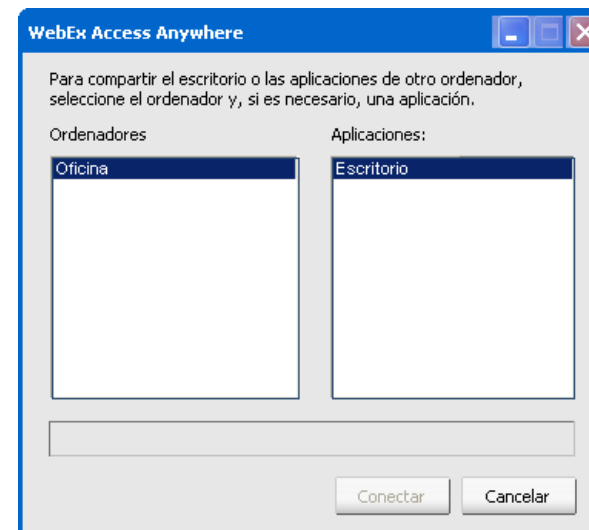 WebEx Access Anywhere
Para compartir el escritorio o las aplicaciones de otro ordenador,
seleccione el ordenador y, si es necesario, una aplicación.
Ordenadores
Aplicaciones:
Oficina
Escritorio
Conectar
Cancelar